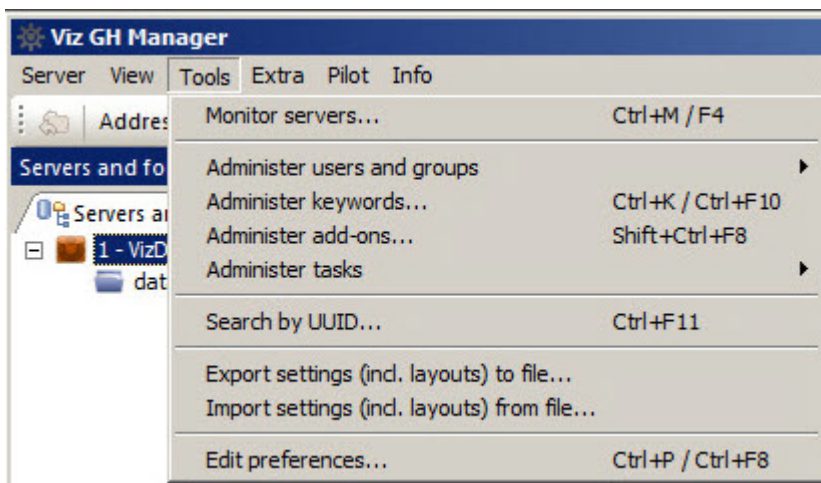 Viz GH Manager
Server View Tools Extra Pilot Info
Addres
Monitor servers... Ctrl+M / F4
Servers and fo
Administer users and groups
Servers a
Administer keywords... Ctrl+K / Ctrl+F10
1 - VizD
Administer add-ons... Shift+Ctrl+F8
dat
Administer tasks
Search by UUID... Ctrl+F11
Export settings (incl. layouts) to file...
Import settings (incl. layouts) from file...
Edit preferences... Ctrl+P / Ctrl+F8